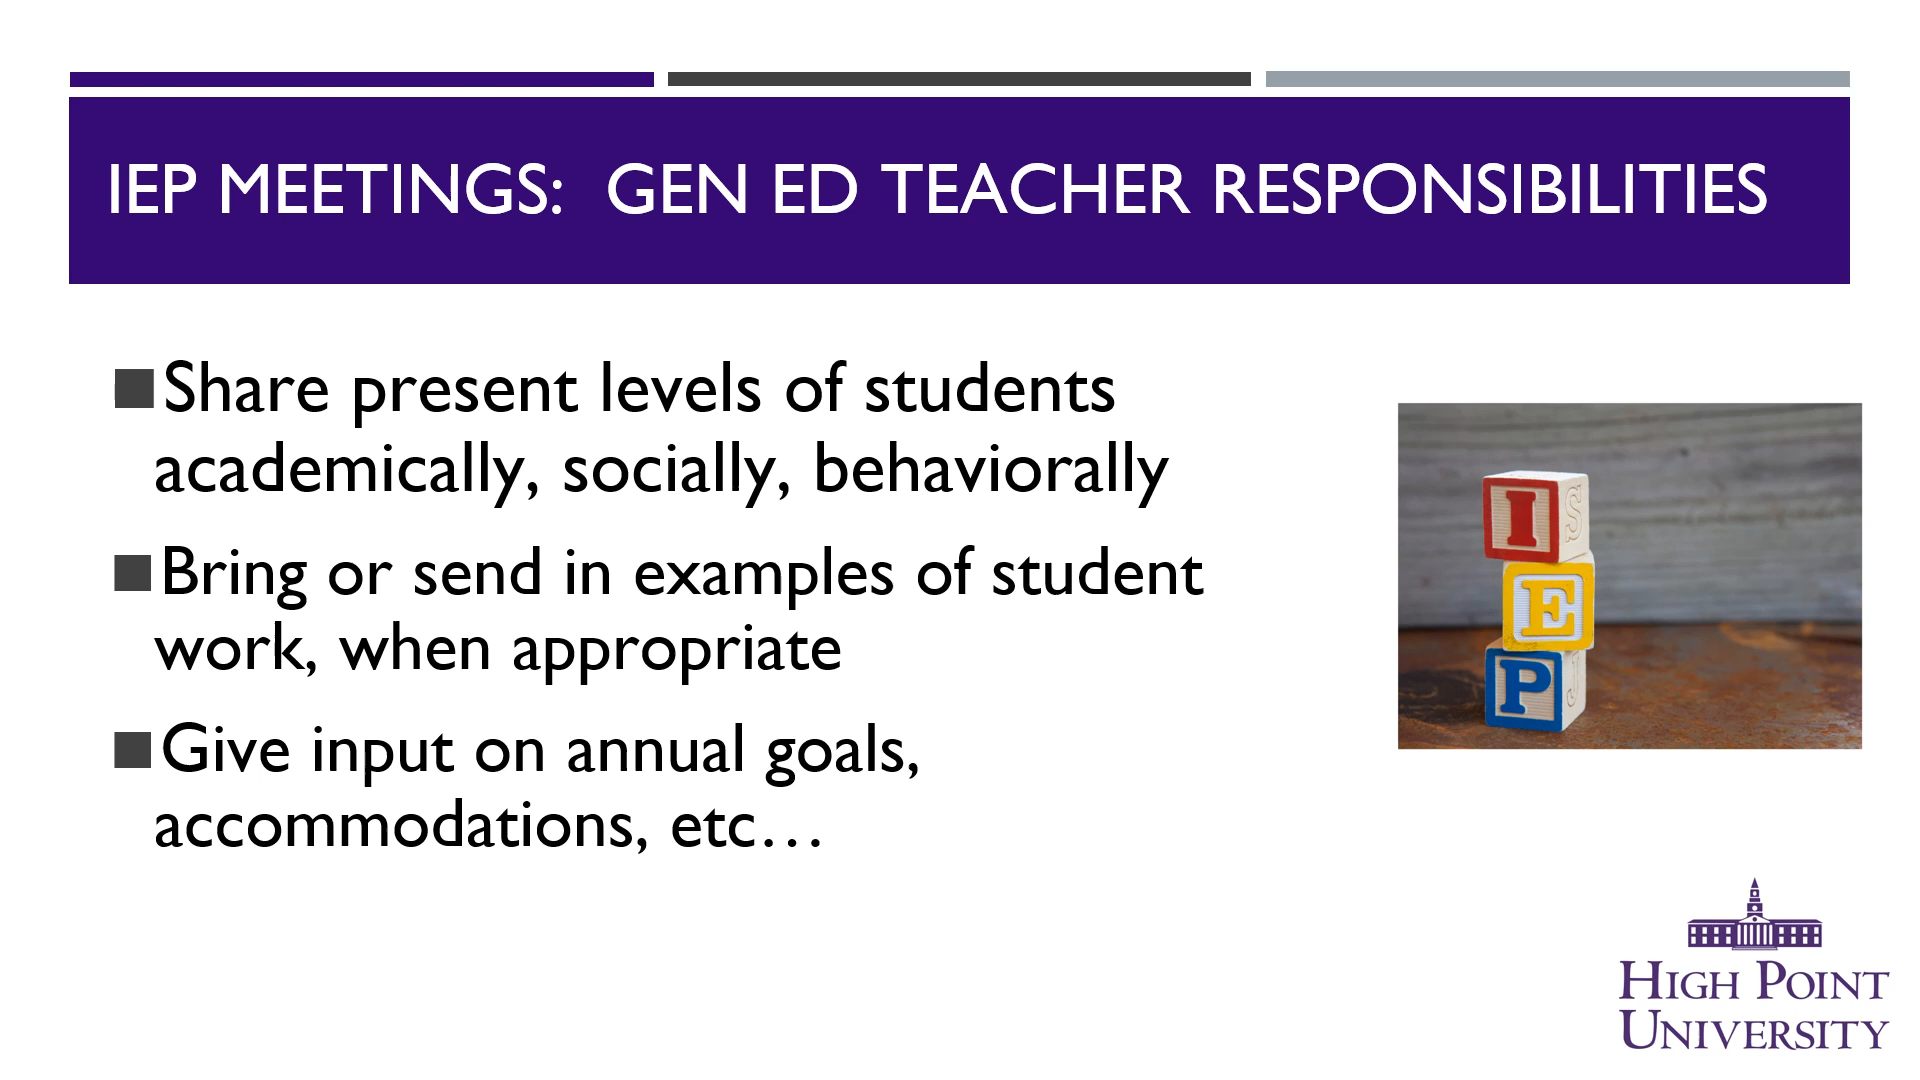 IEP MEETINGS:  GEN ED TEACHER RESPONSIBILITIES
■Share present levels of students
academically, socially, behaviorally
■Bring or send in examples of student
work, when appropriate
■Give input on annual goals,
accommodations, etc…
I S
E
P J
HIGH POINT
UNIVERSITY